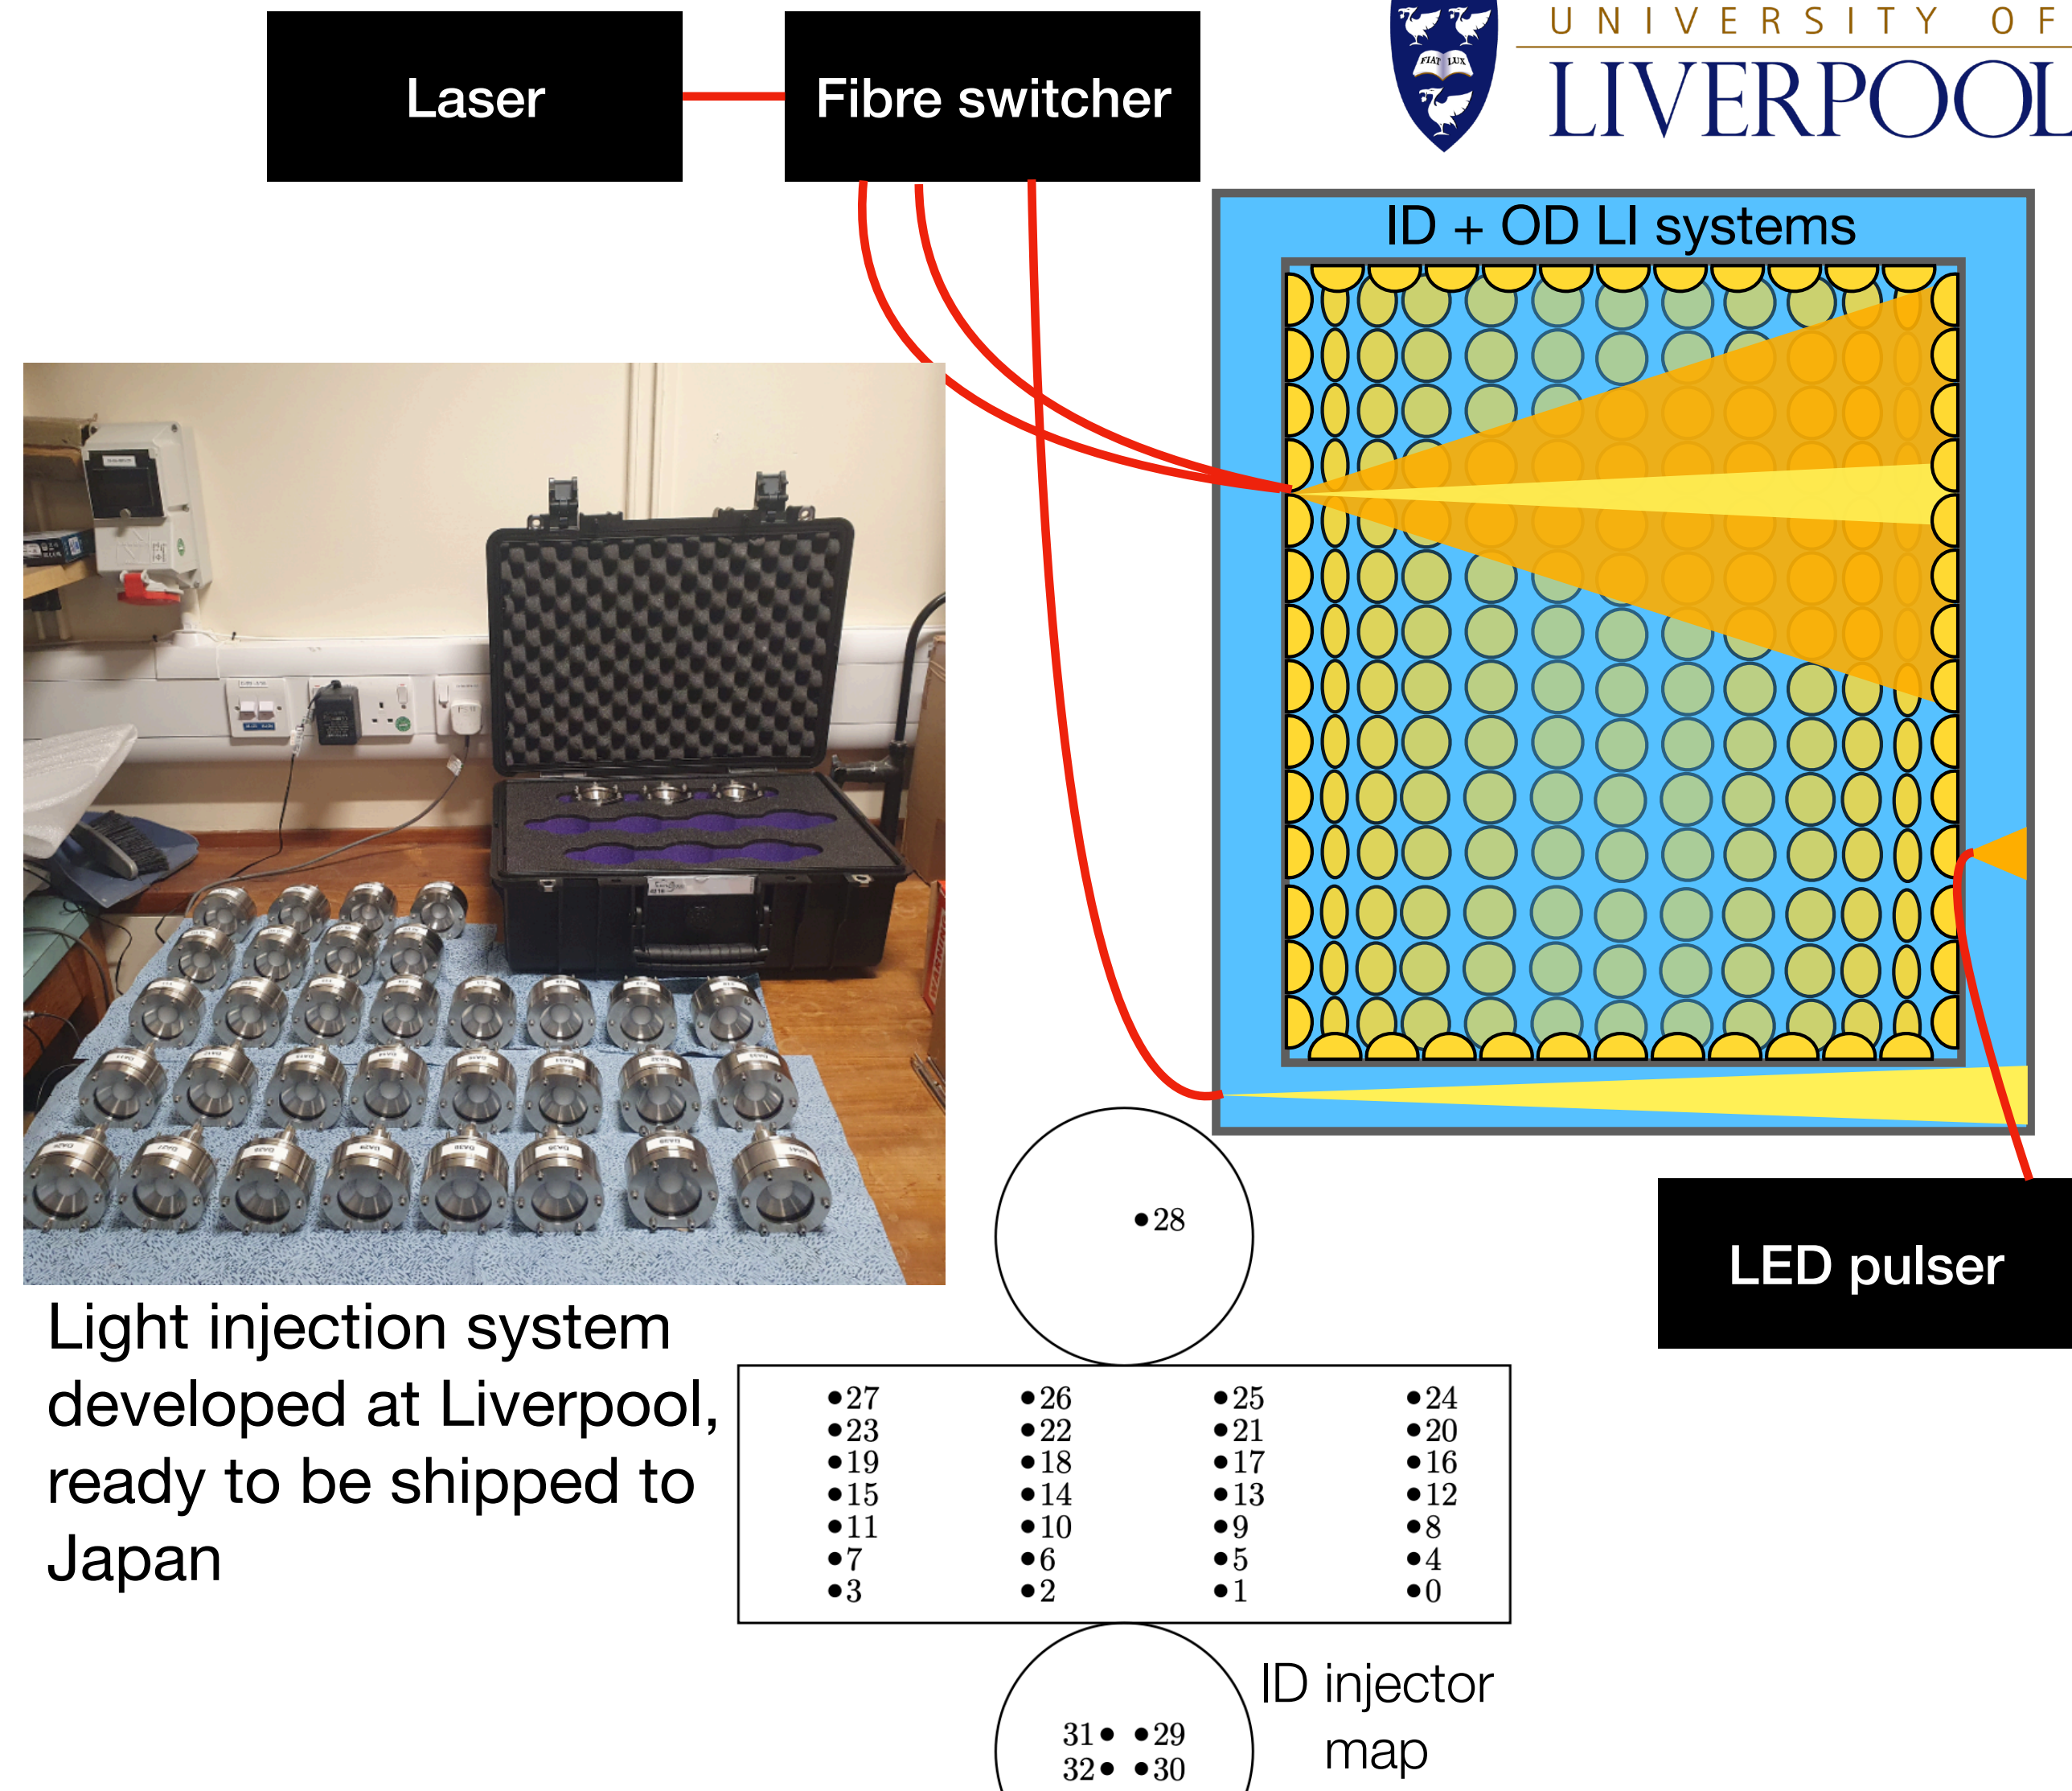 Laser
Fibre switcher
FIAT LUX
UNIVERSITY OF
LIVERPOOL
ID + OD LI systems
LED pulser
Light injection system
developed at Liverpool,
ready to be shipped to
Japan
28
27 26 25 24
23 22 21 20
19 18 17 16
15 14 13 12
11 10 9 8
7 6 5 4
3 2 1 0
ID injector
map
31 29
32 30